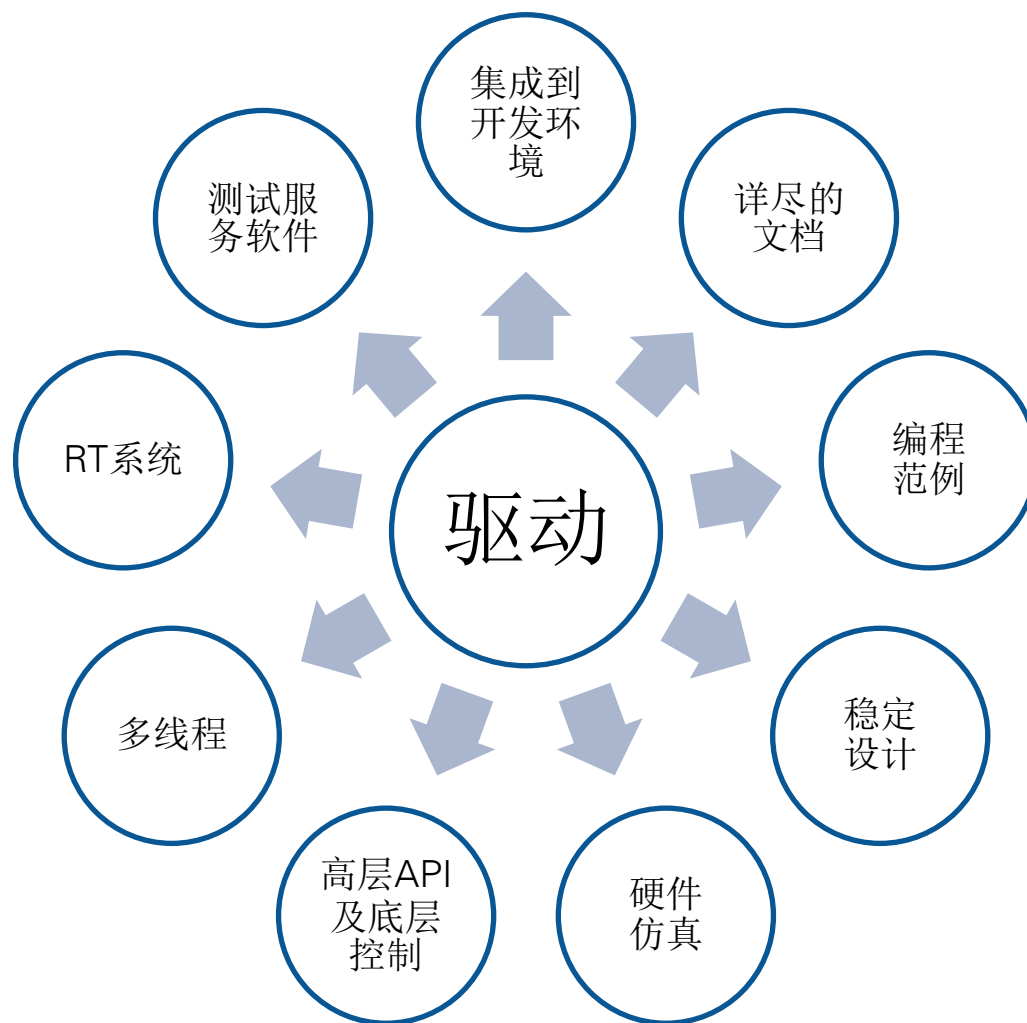 集成到
开发环
境
详尽的
文档
编程
范例
稳定
设计
硬件
仿真
高层API
及底层
控制
多线程
RT系统
测试服
务软件
驱动